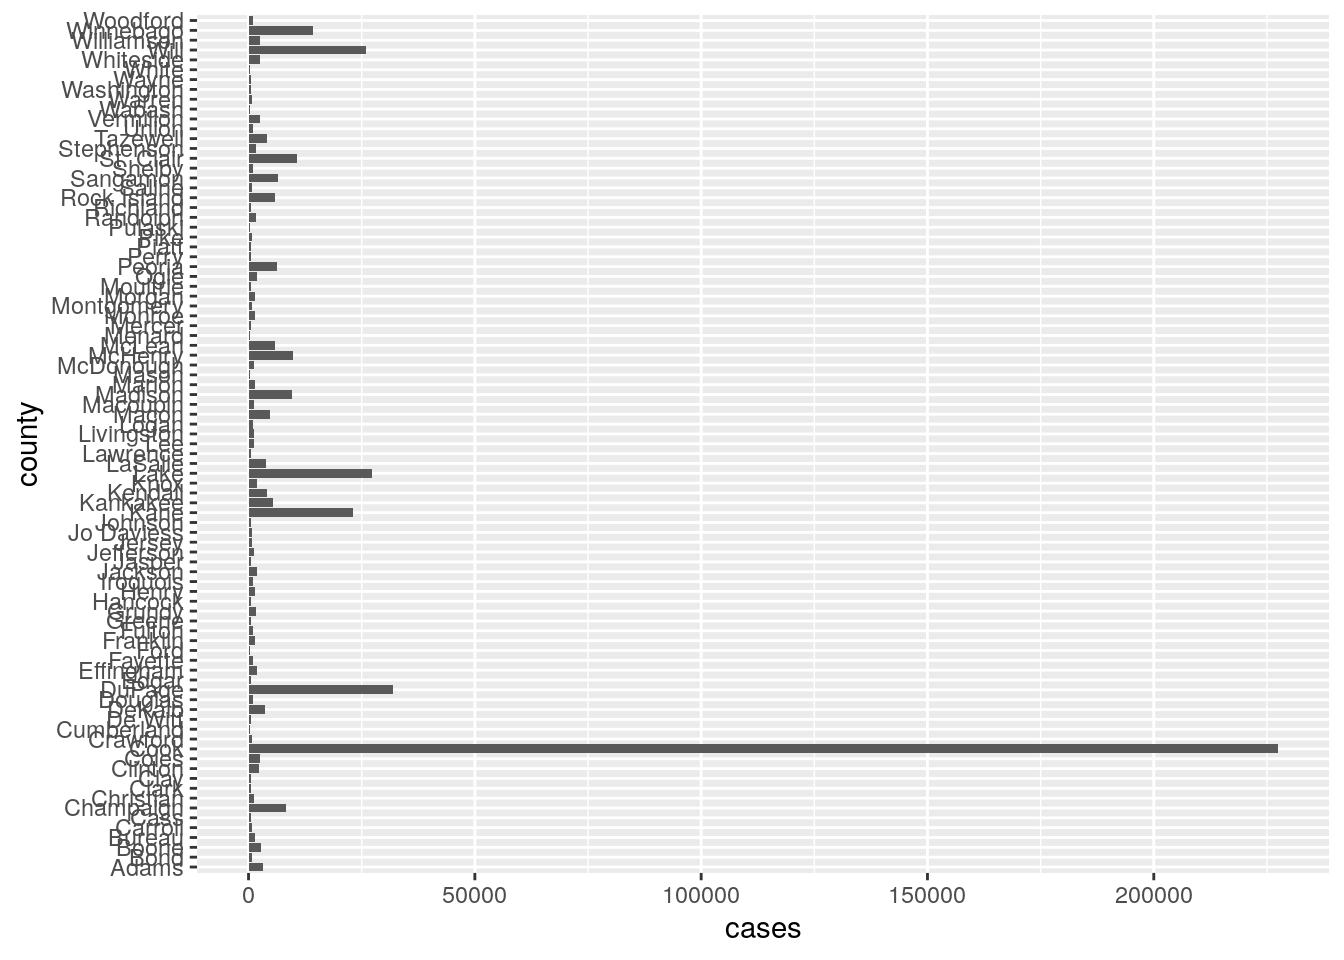 Woodford
Winnebago
Williamson
Will
Whiteside
White
Wayne
Washington
Warren
Wabash
Vermilion
Union
Tazewell
Stephenson
St. Clair
Shelby
Sangamon
Saline
Rock Island
Richland
Randolph
Pulaski
Pike
Piatt
Perry
Peoria
Ogle
Moultrie
Morgan
Montgomery
Monroe
Mercer
Menard
McLean
McHenry
McDonough
Mason
Marion
Madison
Macoupin
Macon
Logan
Livingston
Lee
Lawrence
LaSalle
Lake
Knox
Kendall
Kankakee
Kane
Johnson
Jo Daviess
Jersey
Jefferson
Jasper
Jackson
Iroquois
Henry
Hancock
Grundy
Greene
Fulton
Franklin
Ford
Fayette
Effingham
Edgar
DuPage
Douglas
DeKalb
De Witt
Cumberland
Crawford
Cook
Coles
Clinton
Clay
Clark
Christian
Champaign
Cass
Carroll
Bureau
Boone
Bond
Adams
county
0 50000 100000 150000 200000
cases